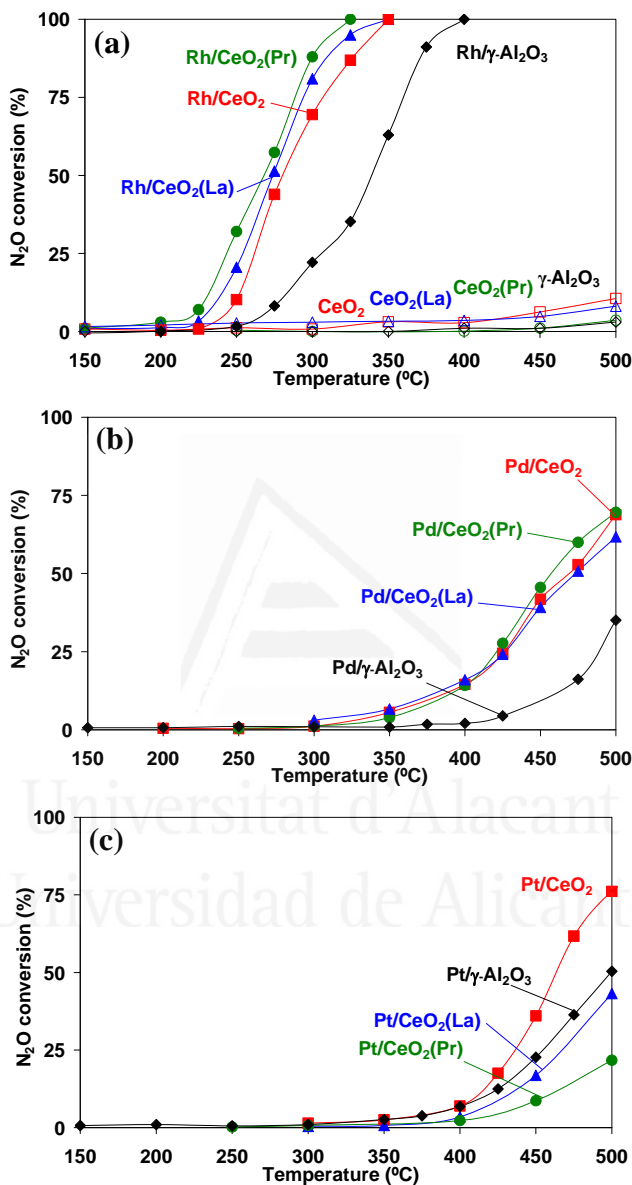 (a)
100
75
50
25
0
N₂O conversion (%)
Rh/CeO₂(Pr)
Rh/γ-Al₂O₃
Rh/CeO₂
Rh/CeO₂(La)
CeO₂
CeO₂(La)
CeO₂(Pr)
γ-Al₂O₃
150 200 250 300 350 400 450 500
Temperature (ºC)
(b)
100
75
50
25
0
N₂O conversion (%)
Pd/CeO₂
Pd/CeO₂(Pr)
Pd/CeO₂(La)
Pd/γ-Al₂O₃
150 200 250 300 350 400 450 500
Temperature (ºC)
Universitat d'Alacant
Universidad de Alicant
(c)
100
75
50
25
0
N₂O conversion (%)
Pt/CeO₂
Pt/γ-Al₂O₃
Pt/CeO₂(La)
Pt/CeO₂(Pr)
150 200 250 300 350 400 450 500
Temperature (ºC)